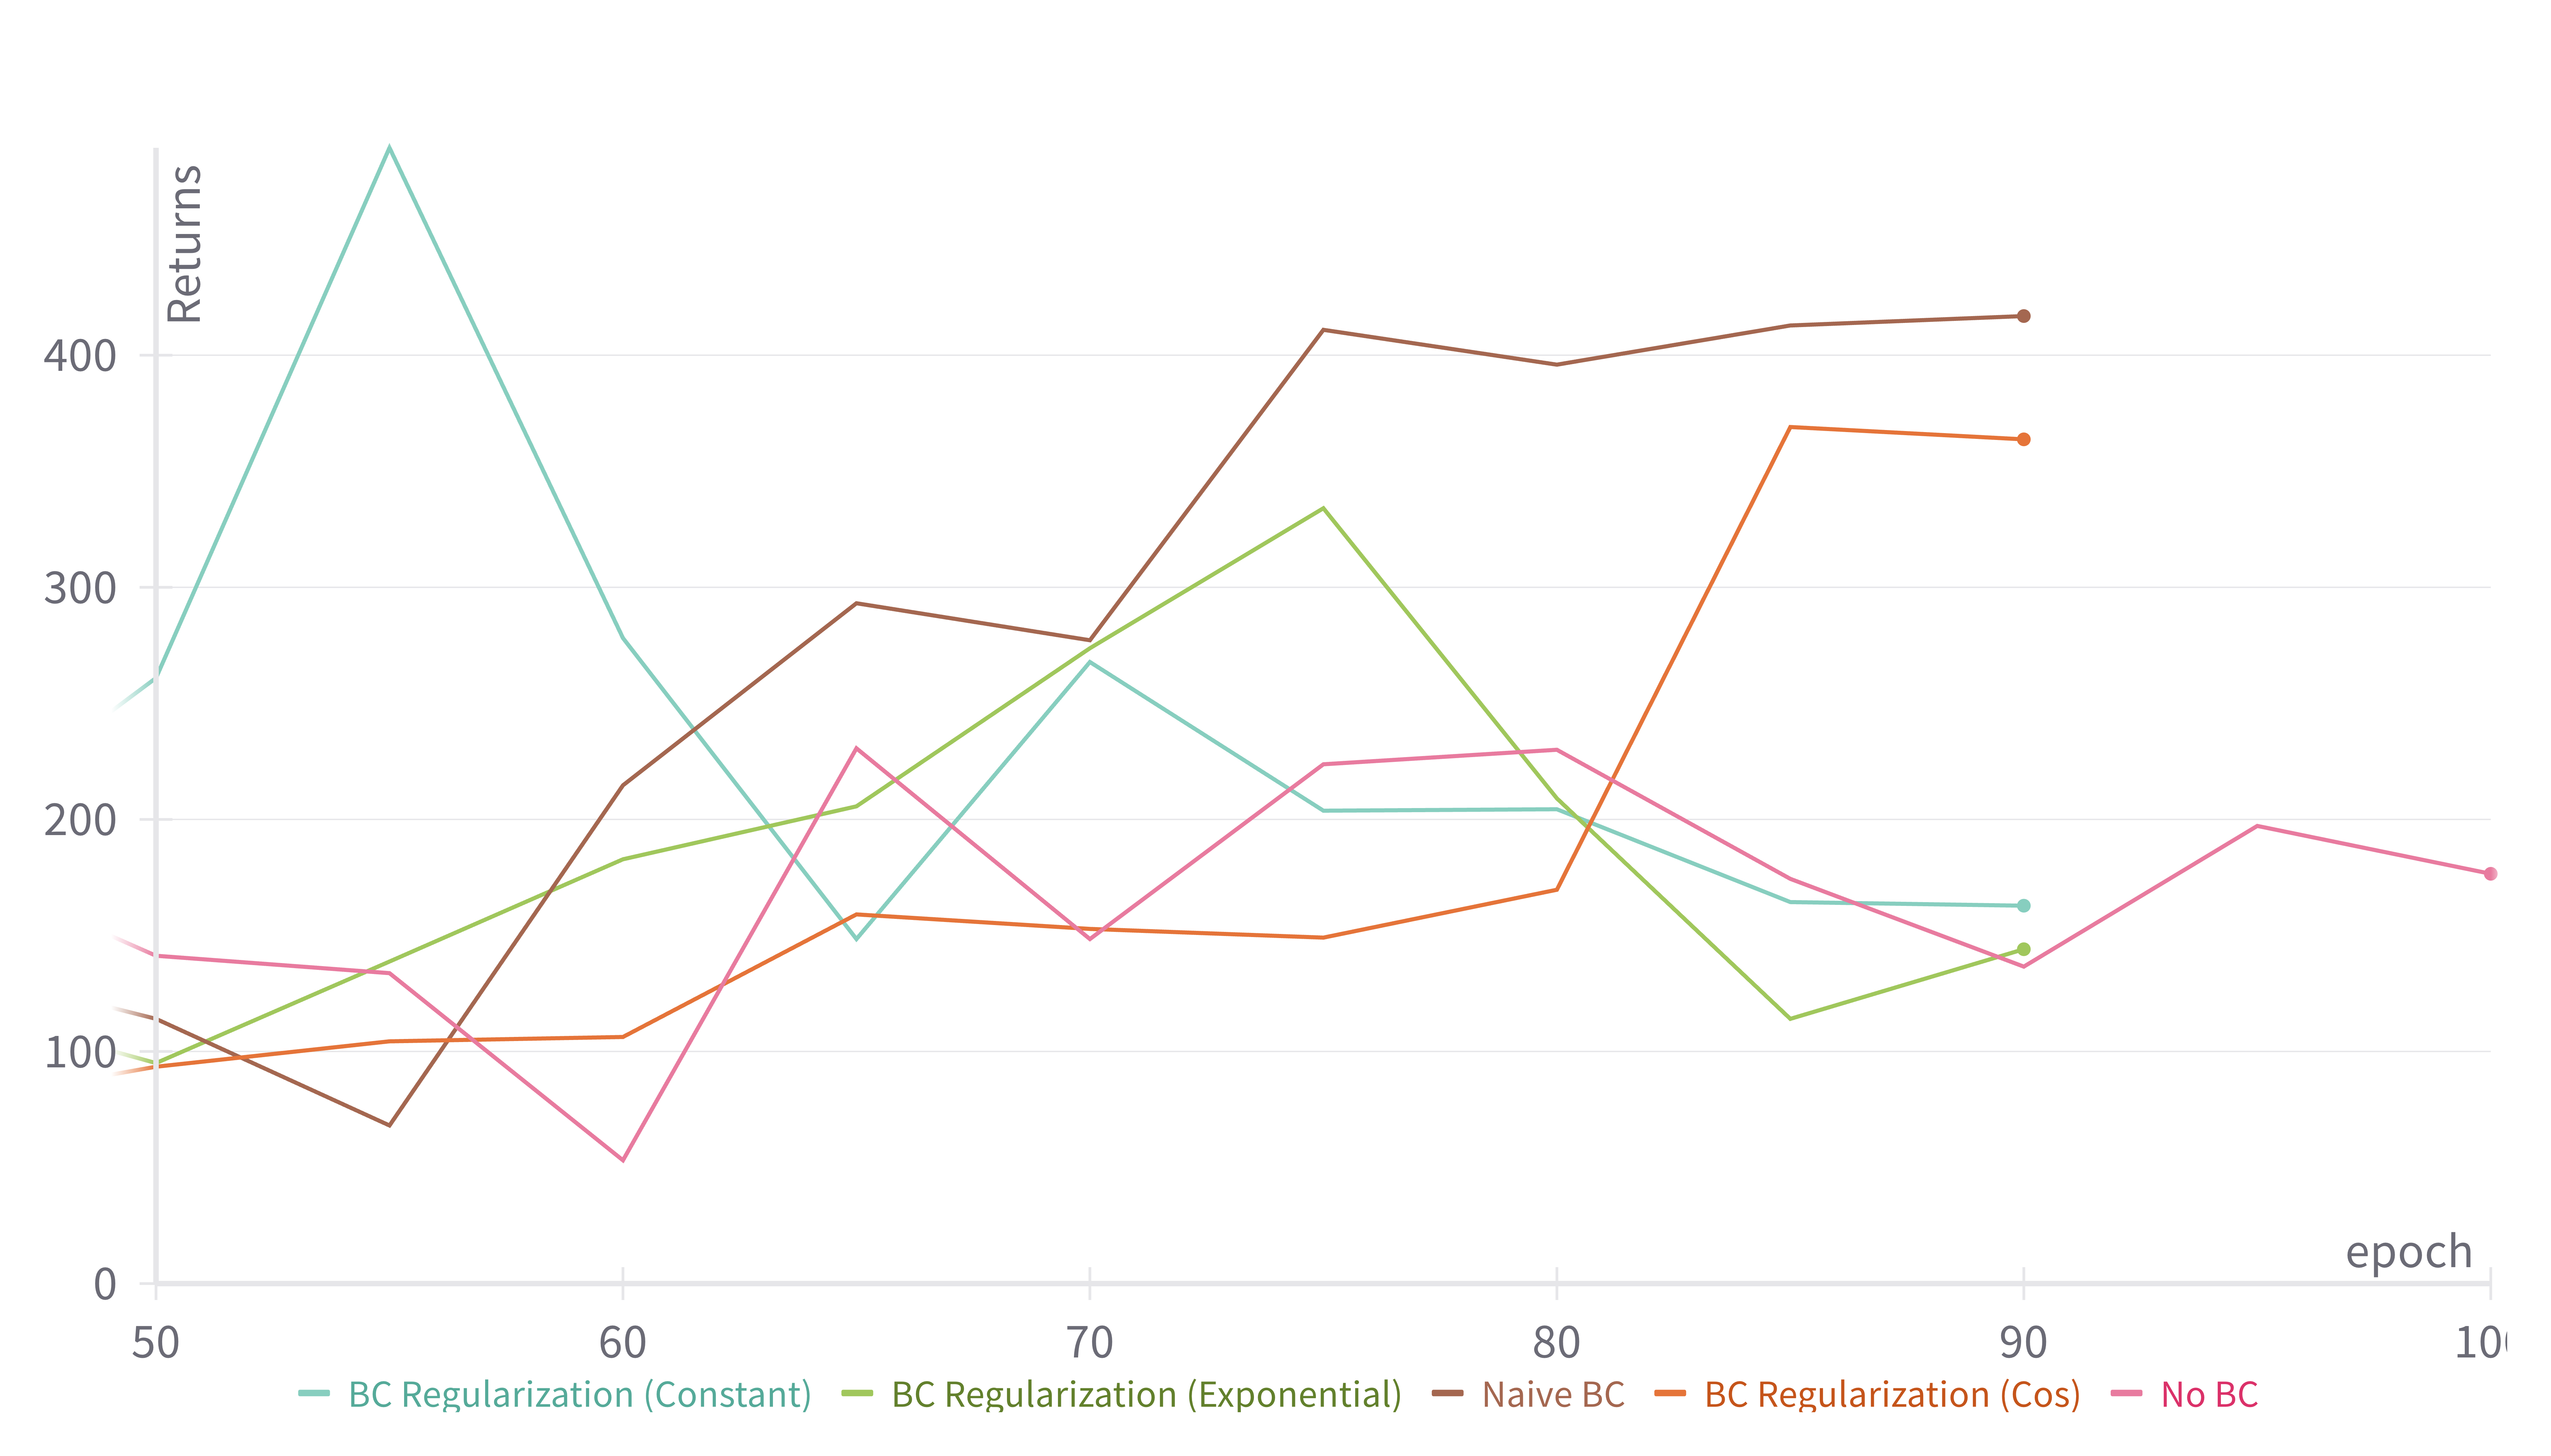 Returns
400
300
200
100
0
epoch
50 60 70 80 90
BC Regularization (Constant) BC Regularization (Exponential) Naive BC BC Regularization (Cos) No BC